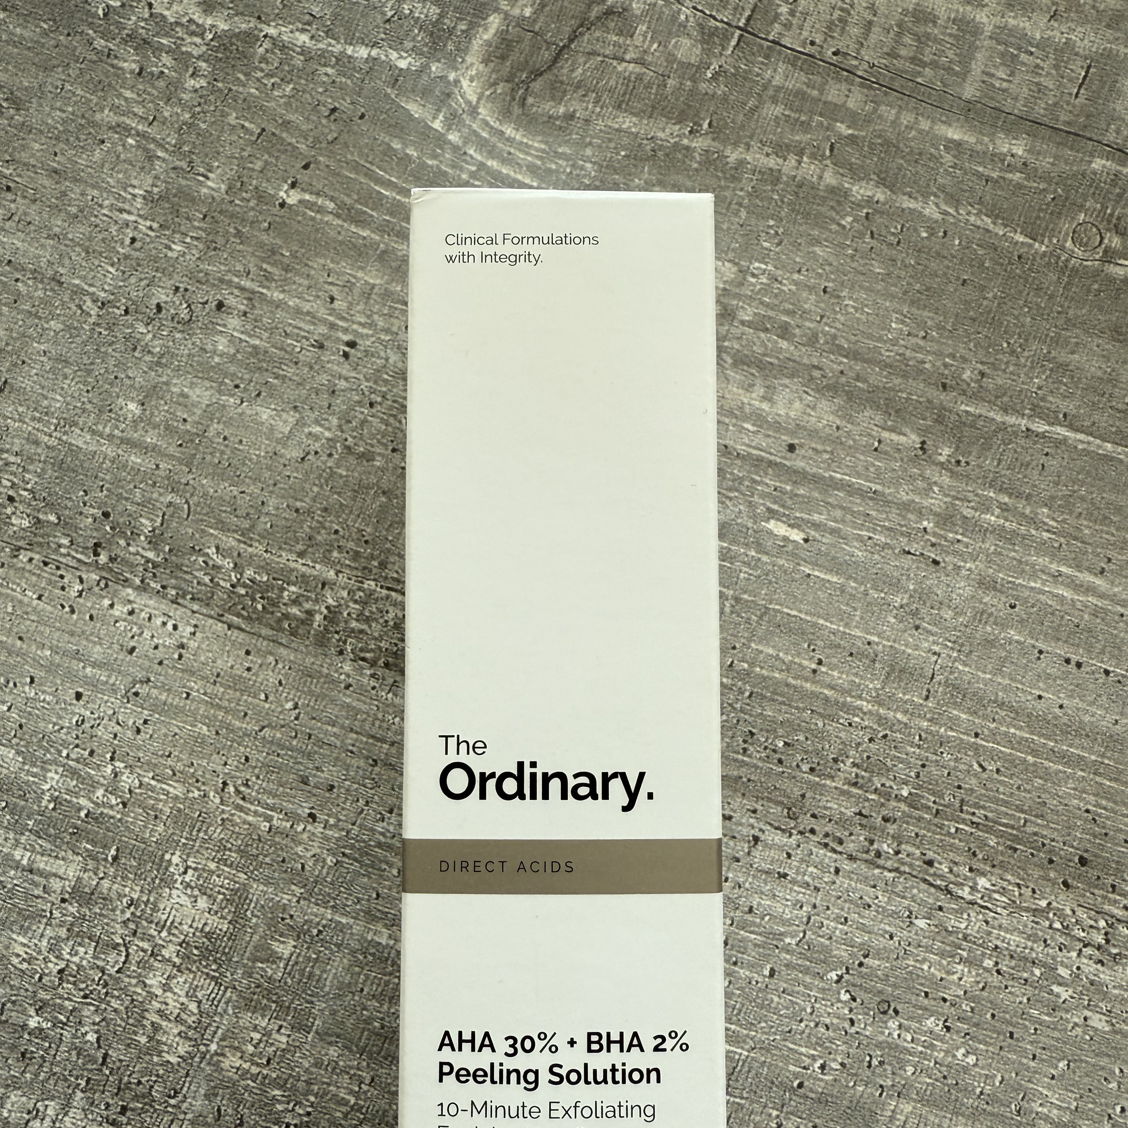 Clinical Formulations
with Integrity.
The
Ordinary.
DIRECT ACIDS
AHA 30% + BHA 2%
Peeling Solution
10-Minute Exfoliating